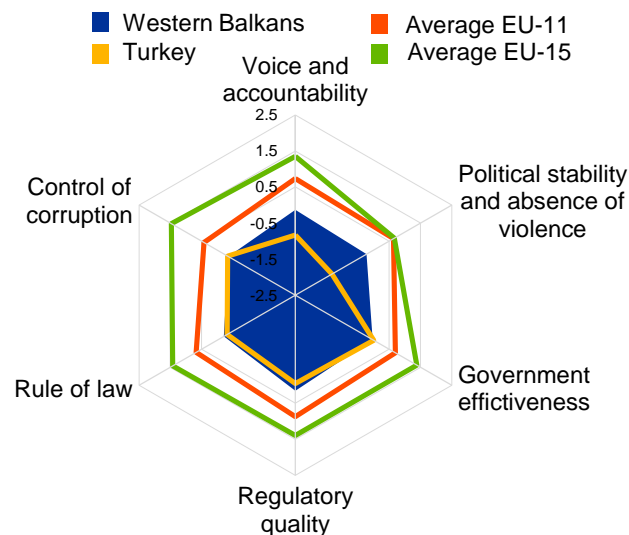 Western Balkans
Average EU-11
Turkey
Average EU-15
Voice and
accountability
2.5
1.5
0.5
-0.5
-1.5
-2.5
Political stability
and absence of
violence
Government
effictiveness
Regulatory
quality
Rule of law
Control of
corruption